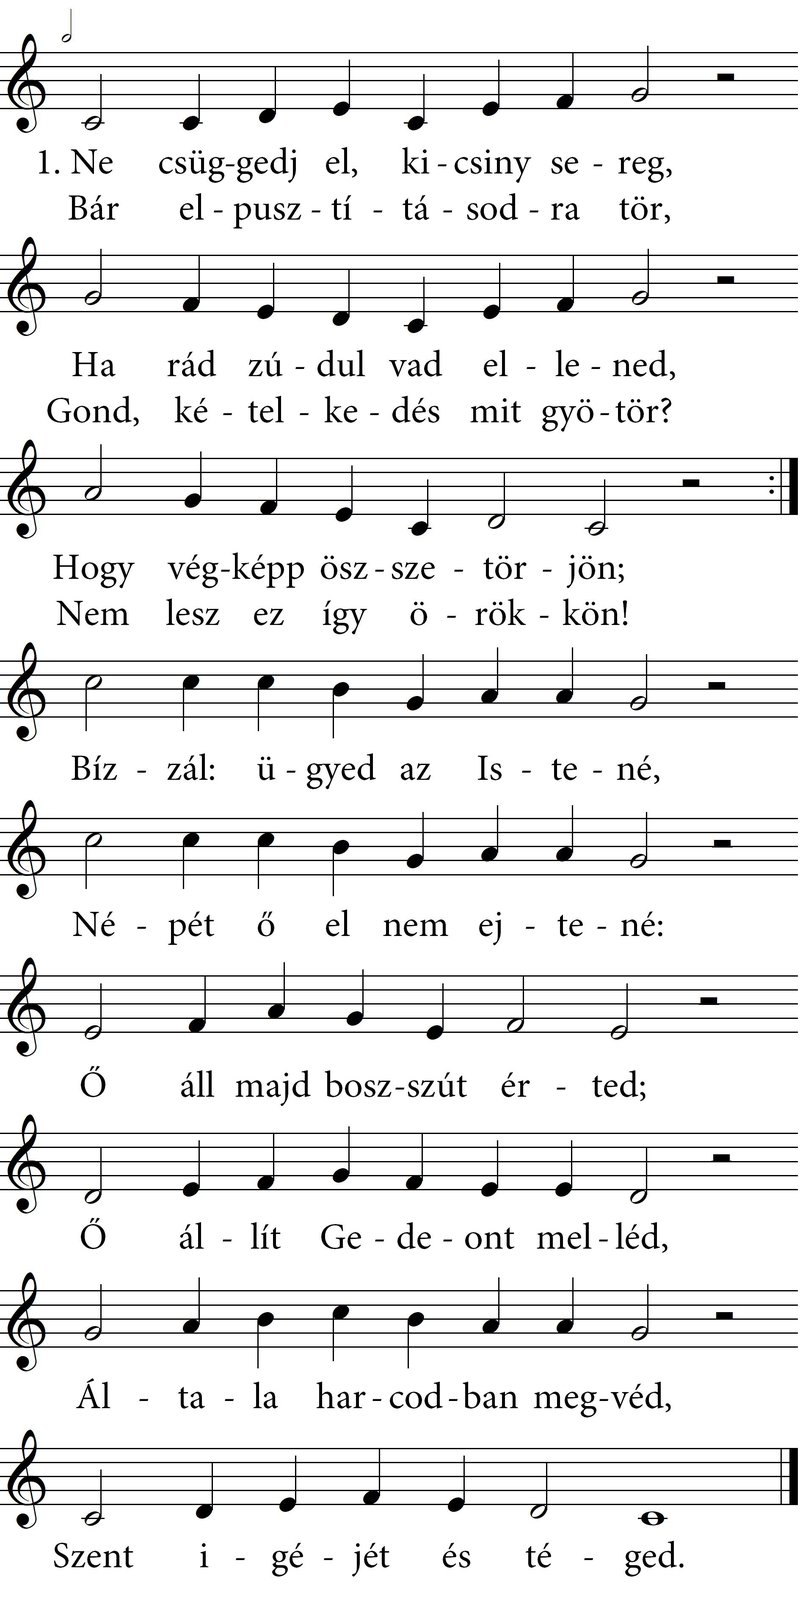 1. Ne csüg-gedj el, ki - csiny se - reg,
Bár el - pusz - tí - tá - sod - ra tör,
Ha rád zú - dul vad el - le - ned,
Gond, ké - tel - ke - dés mit gyö - tör?
Hogy vég-képp ösz - sze - tör - jön;
Nem lesz ez így ö - rök - kön!
Bíz - zál: ü - gyed az Is - te - né,
Né - pét ő el nem ej - te - né:
Ő áll majd bosz-szút ér - ted;
Ő ál - lít Ge - de - ont mel - léd,
Ál - ta - la har - cod - ban meg-véd,
Szent i - gé - jét és té - ged.